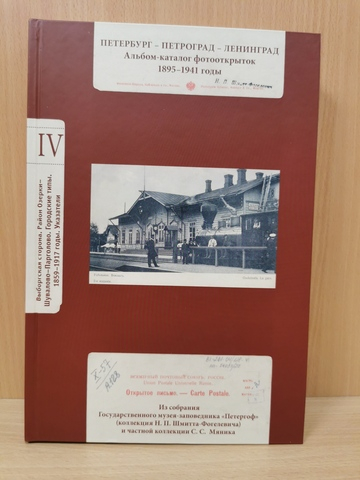 ПЕТЕРБУРГ – ПЕТРОГРАД – ЛЕНИНГРАД
Альбом-каталог фотооткрыток
1895–1941 годы
IV
Выборгская сторона. Район Озерки–
Шувалово–Парголово. Городские типы.
1859–1917 годы. Указатели
Открытое письмо. — Carte Postale
Из собрания
Государственного музея-заповедника «Петергоф»
(коллекция Н. П. Шмитта-Фогелевича)
и частной коллекции С. С. Миника